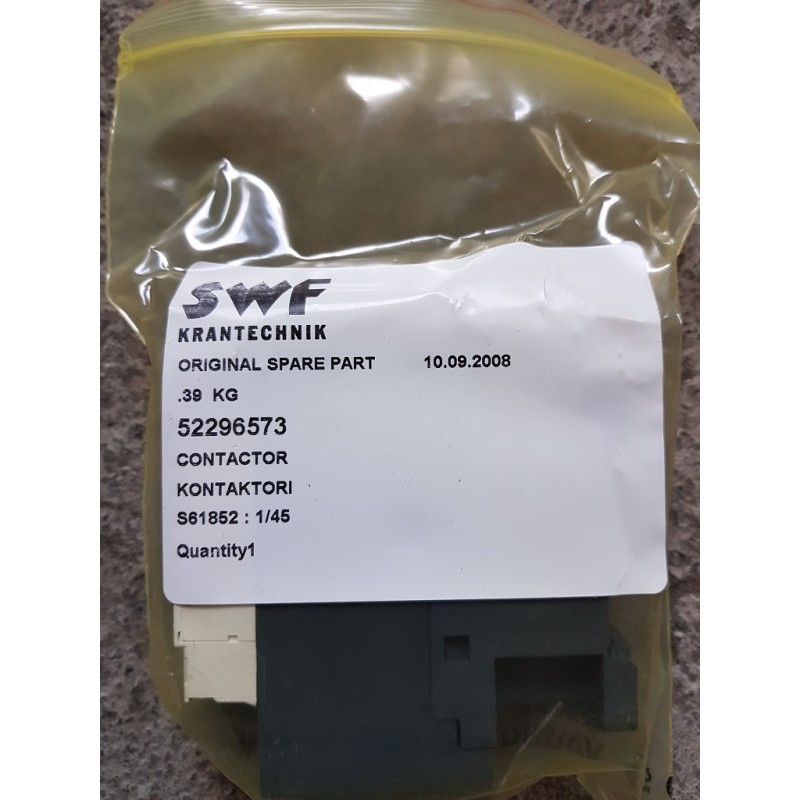 SWF
KRANTECHNIK
ORIGINAL SPARE PART 10.09.2008
.39 KG
52296573
CONTACTOR
KONTAKTORI
S61852 : 1/45
Quantity1